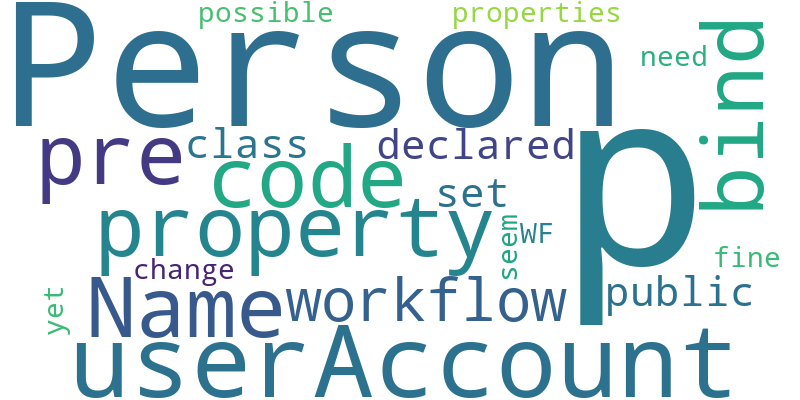 possible
properties
Person
need
bind
pre
class
declared
code
p
set
property
seem
WF
fine
change
yet
Name
workflow
public
userAccount